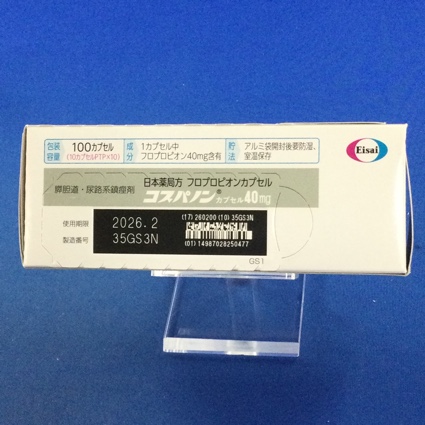 包装容量
100カプセル
(10カプセルPTP×10)
成分
1カプセル中
フロプロピオン40mg含有
貯法
アルミ袋開封後要防湿、
室温保存
Eisai
膵胆道・尿路系鎮痙剤
日本薬局方 フロプロピオンカプセル
コスパノン® カプセル40mg
使用期限 2026.2
製造番号 35GS3N
(17) 260200 (10) 35GS3N
(01) 14987028250477
GS1